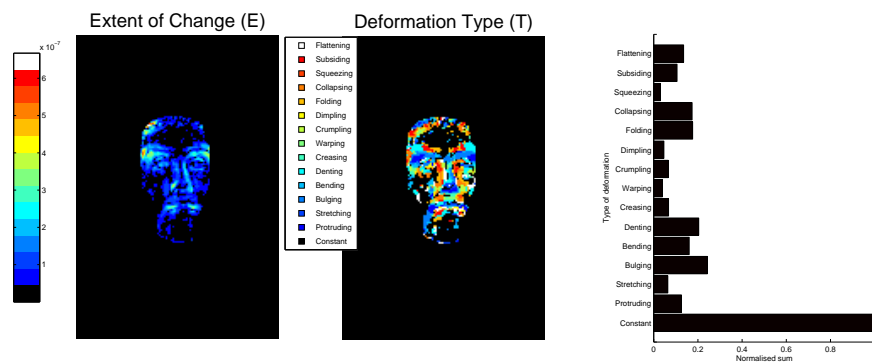 Extent of Change (E)
x 10⁻⁷
6
5
4
3
2
1
Deformation Type (T)
Flattening
Subsiding
Squeezing
Collapsing
Folding
Dimpling
Crumpling
Warping
Creasing
Denting
Bending
Bulging
Stretching
Protruding
Constant
Type of deformation
Flattening
Subsiding
Squeezing
Collapsing
Folding
Dimpling
Crumpling
Warping
Creasing
Denting
Bending
Bulging
Stretching
Protruding
Constant
0 0.2 0.4 0.6 0.8 1
Normalised sum